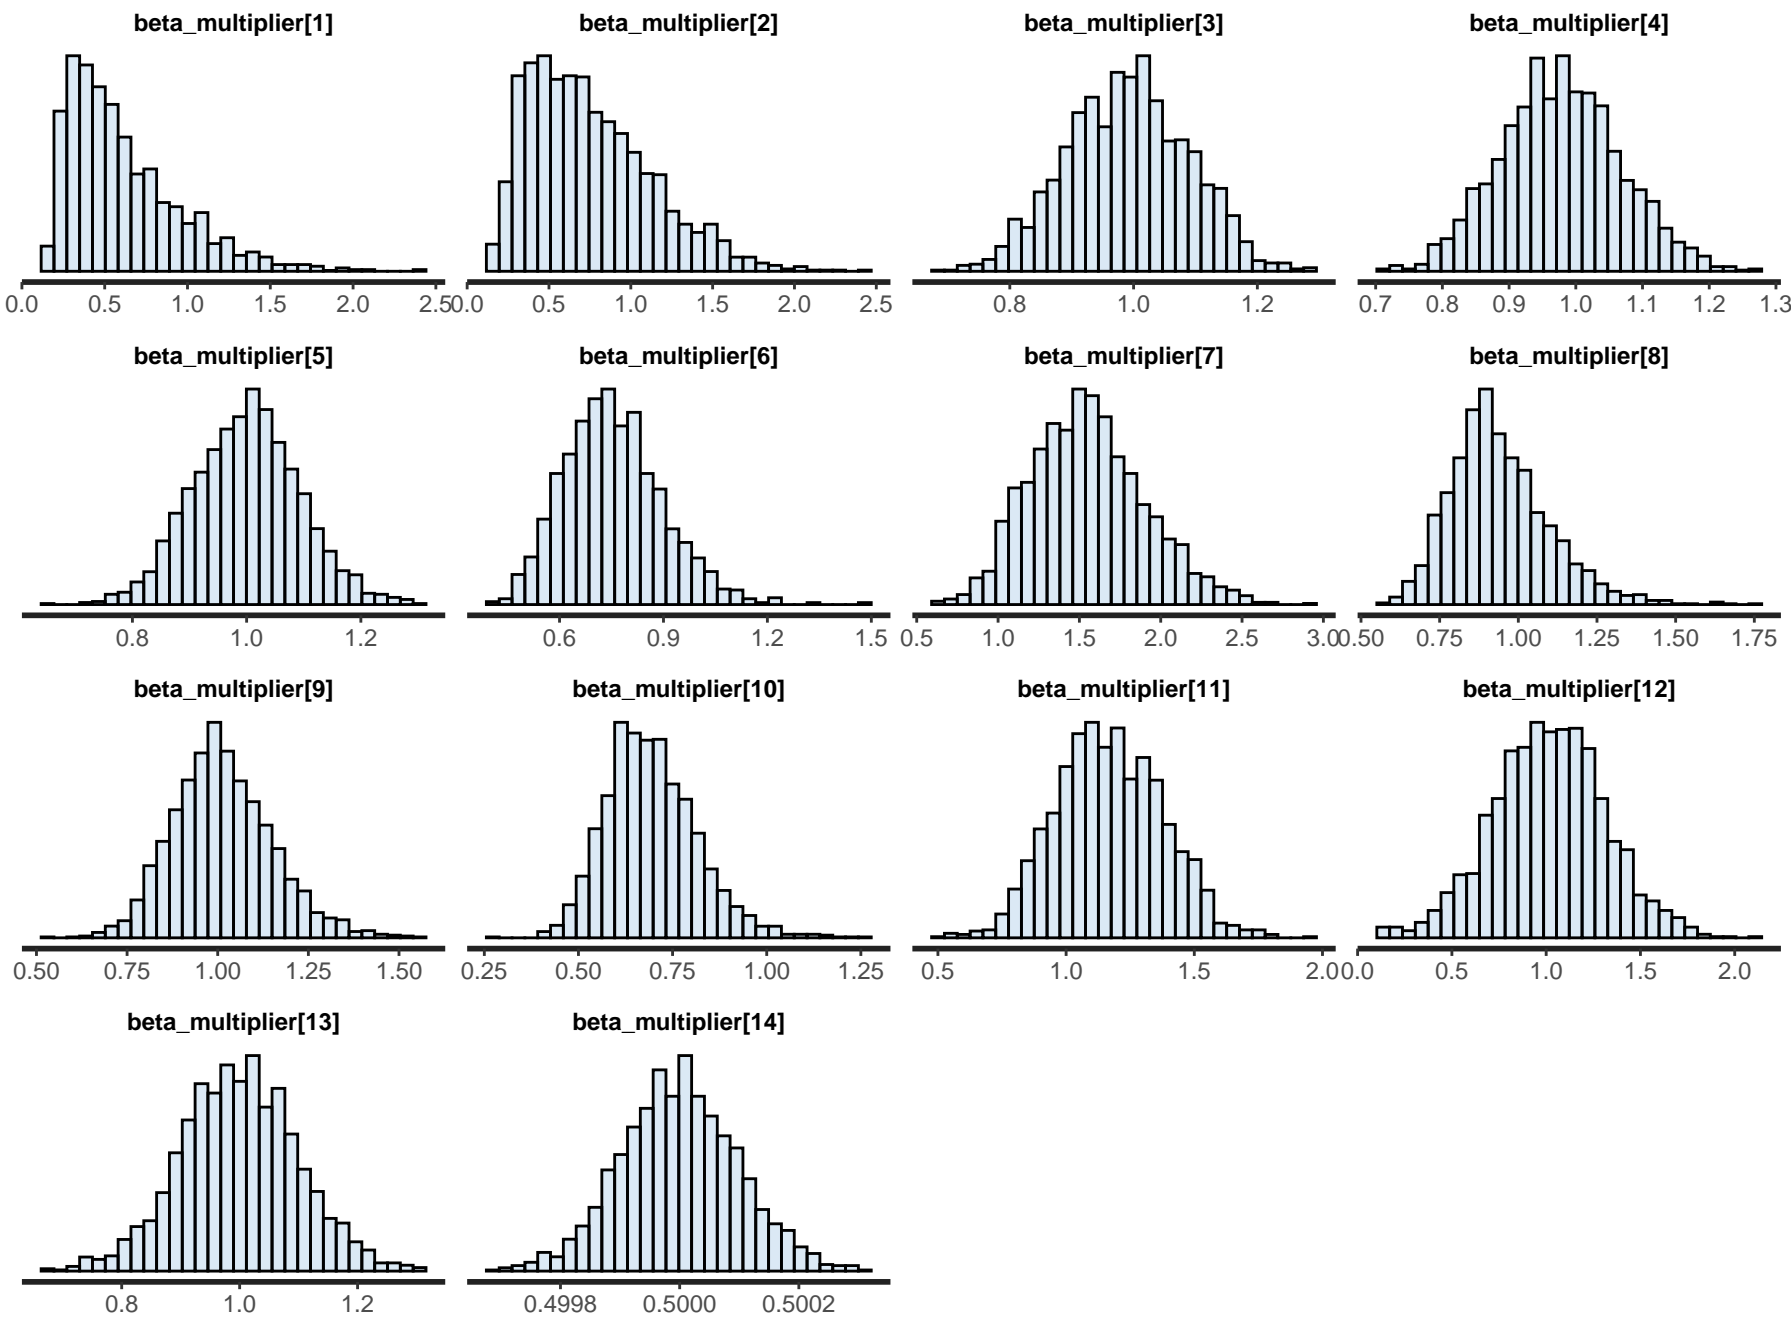 beta_multiplier[1] beta_multiplier[2] beta_multiplier[3] beta_multiplier[4]
0.0 0.5 1.0 1.5 2.0 2.5 0.0 0.5 1.0 1.5 2.0 2.5 0.8 1.0 1.2 0.7 0.8 0.9 1.0 1.1 1.2 1.3
beta_multiplier[5] beta_multiplier[6] beta_multiplier[7] beta_multiplier[8]
0.8 1.0 1.2 0.6 0.9 1.2 1.5 0.5 1.0 1.5 2.0 2.5 3.0 0.50 0.75 1.00 1.25 1.50 1.75
beta_multiplier[9] beta_multiplier[10] beta_multiplier[11] beta_multiplier[12]
0.50 0.75 1.00 1.25 1.50 0.25 0.50 0.75 1.00 1.25 0.5 1.0 1.5 2.0 0.0 0.5 1.0 1.5 2.0
beta_multiplier[13] beta_multiplier[14]
0.8 1.0 1.2 0.4998 0.5000 0.5002